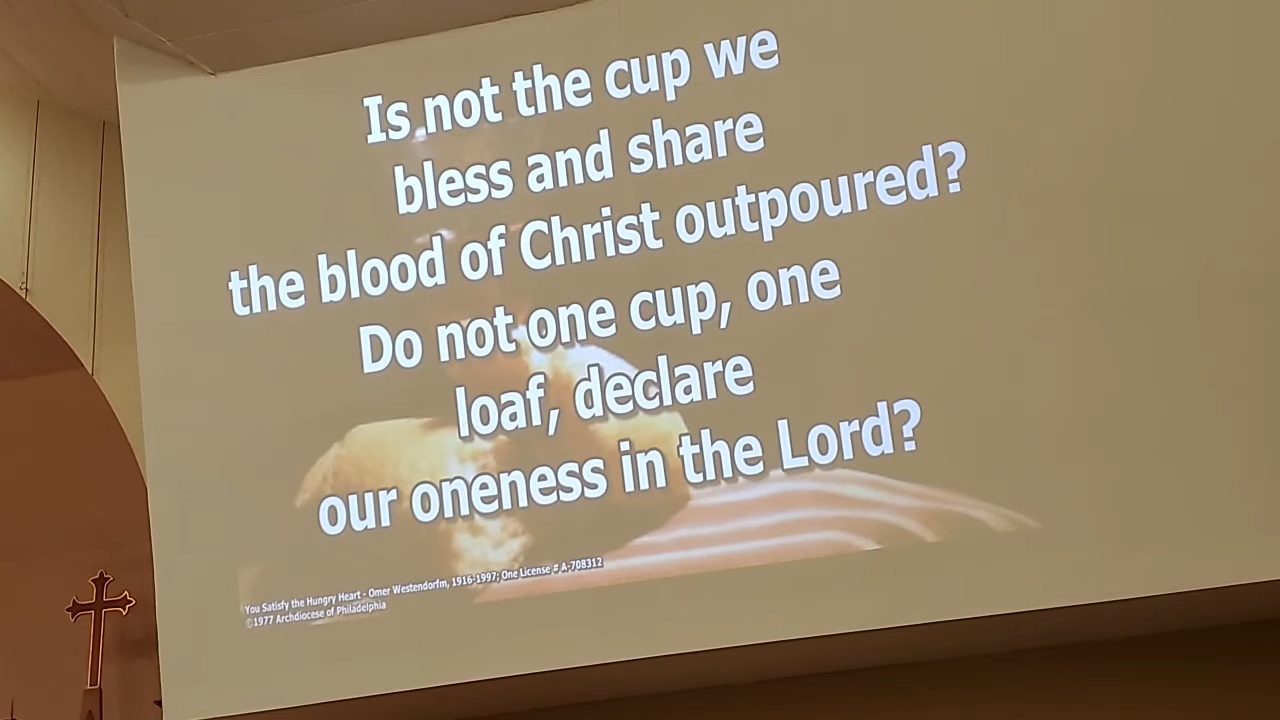 Is not the cup we
bless and share
the blood of Christ outpoured?
Do not one cup, one
loaf, declare
our oneness in the Lord?
You Satisfy the Hungry Heart - Omer Westendorfm, 1916-1997; One License # A-708312
©1977 Archdiocese of Philadelphia